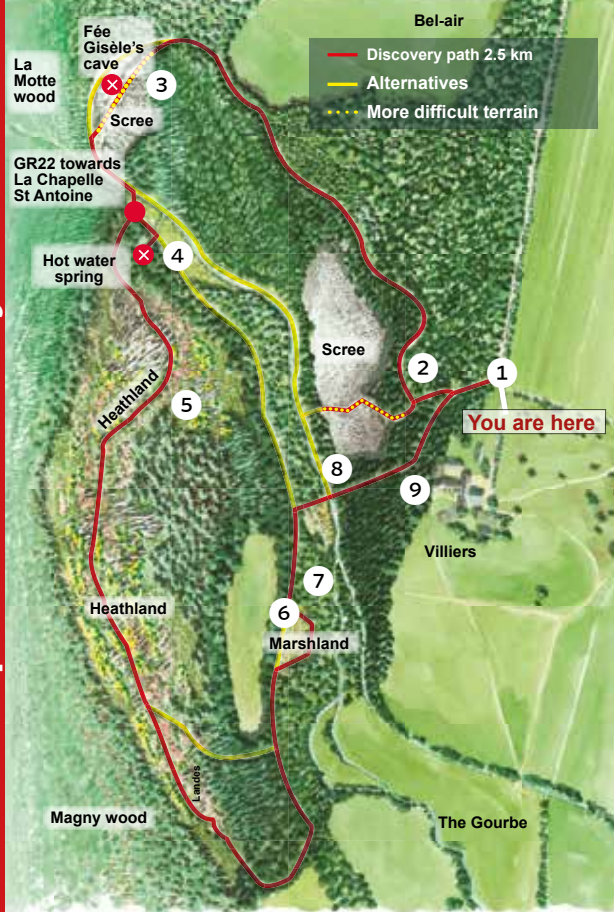 Bel-air
Discovery path 2.5 km
Alternatives
More difficult terrain
Fée
Gisèle's
cave
La
Motte
wood
3
Scree
GR22 towards
La Chapelle
St Antoine
Hot water
spring
4
Scree
2
1
You are here
Heathland
5
8
9
Villiers
7
6
Heathland
Marshland
Landes
Magny wood
The Gourbe